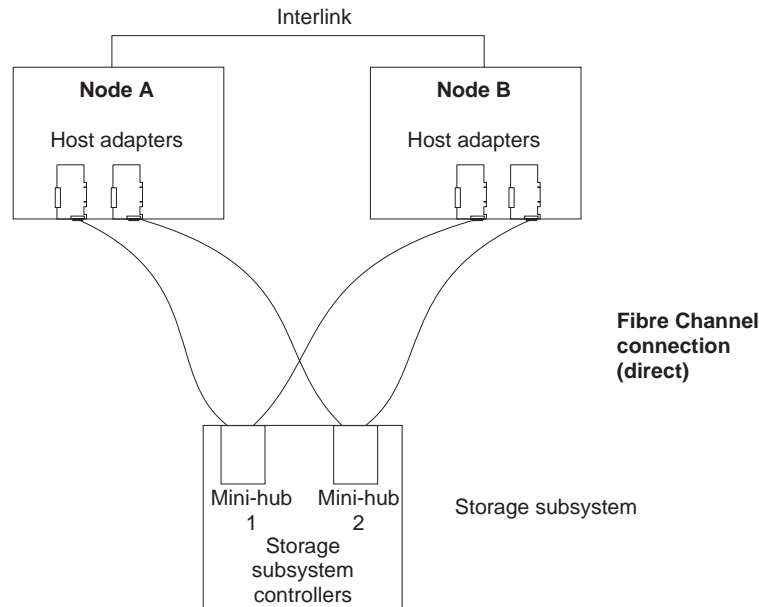 Interlink
Node A
Node B
Host adapters
Host adapters
Fibre Channel
connection
(direct)
Mini-hub
1
Mini-hub
2
Storage subsystem
Storage
subsystem
controllers